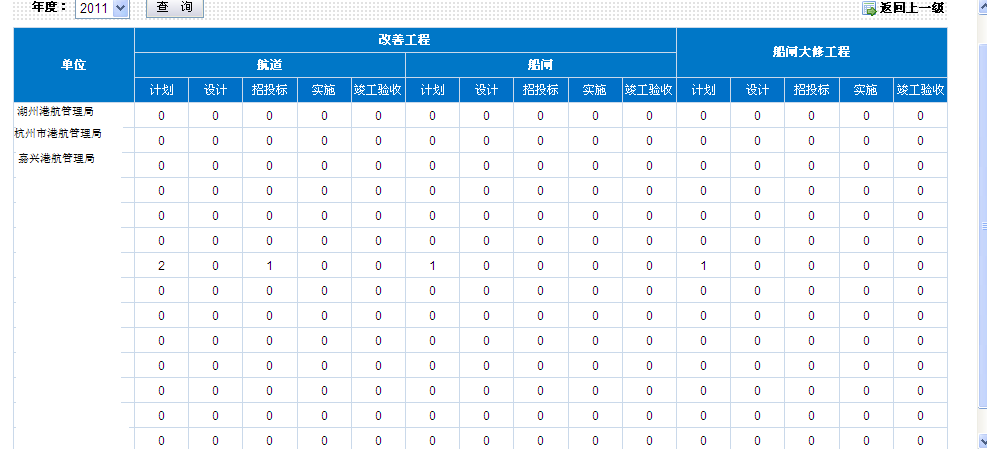 年度： 2011 查 询 返回上一级
改善工程
船闸大修工程
单位
航道 船闸
计划 设计 招投标 实施 竣工验收 计划 设计 招投标 实施 竣工验收 计划 设计 招投标 实施 竣工验收
湖州港航管理局 0 0 0 0 0 0 0 0 0 0 0 0 0 0 0
杭州市港航管理局 0 0 0 0 0 0 0 0 0 0 0 0 0 0 0
嘉兴港航管理局 0 0 0 0 0 0 0 0 0 0 0 0 0 0 0
0 0 0 0 0 0 0 0 0 0 0 0 0 0 0
0 0 0 0 0 0 0 0 0 0 0 0 0 0 0
0 0 0 0 0 0 0 0 0 0 0 0 0 0 0
2 0 1 0 0 1 0 0 0 0 1 0 0 0 0
0 0 0 0 0 0 0 0 0 0 0 0 0 0 0
0 0 0 0 0 0 0 0 0 0 0 0 0 0 0
0 0 0 0 0 0 0 0 0 0 0 0 0 0 0
0 0 0 0 0 0 0 0 0 0 0 0 0 0 0
0 0 0 0 0 0 0 0 0 0 0 0 0 0 0
0 0 0 0 0 0 0 0 0 0 0 0 0 0 0
0 0 0 0 0 0 0 0 0 0 0 0 0 0 0